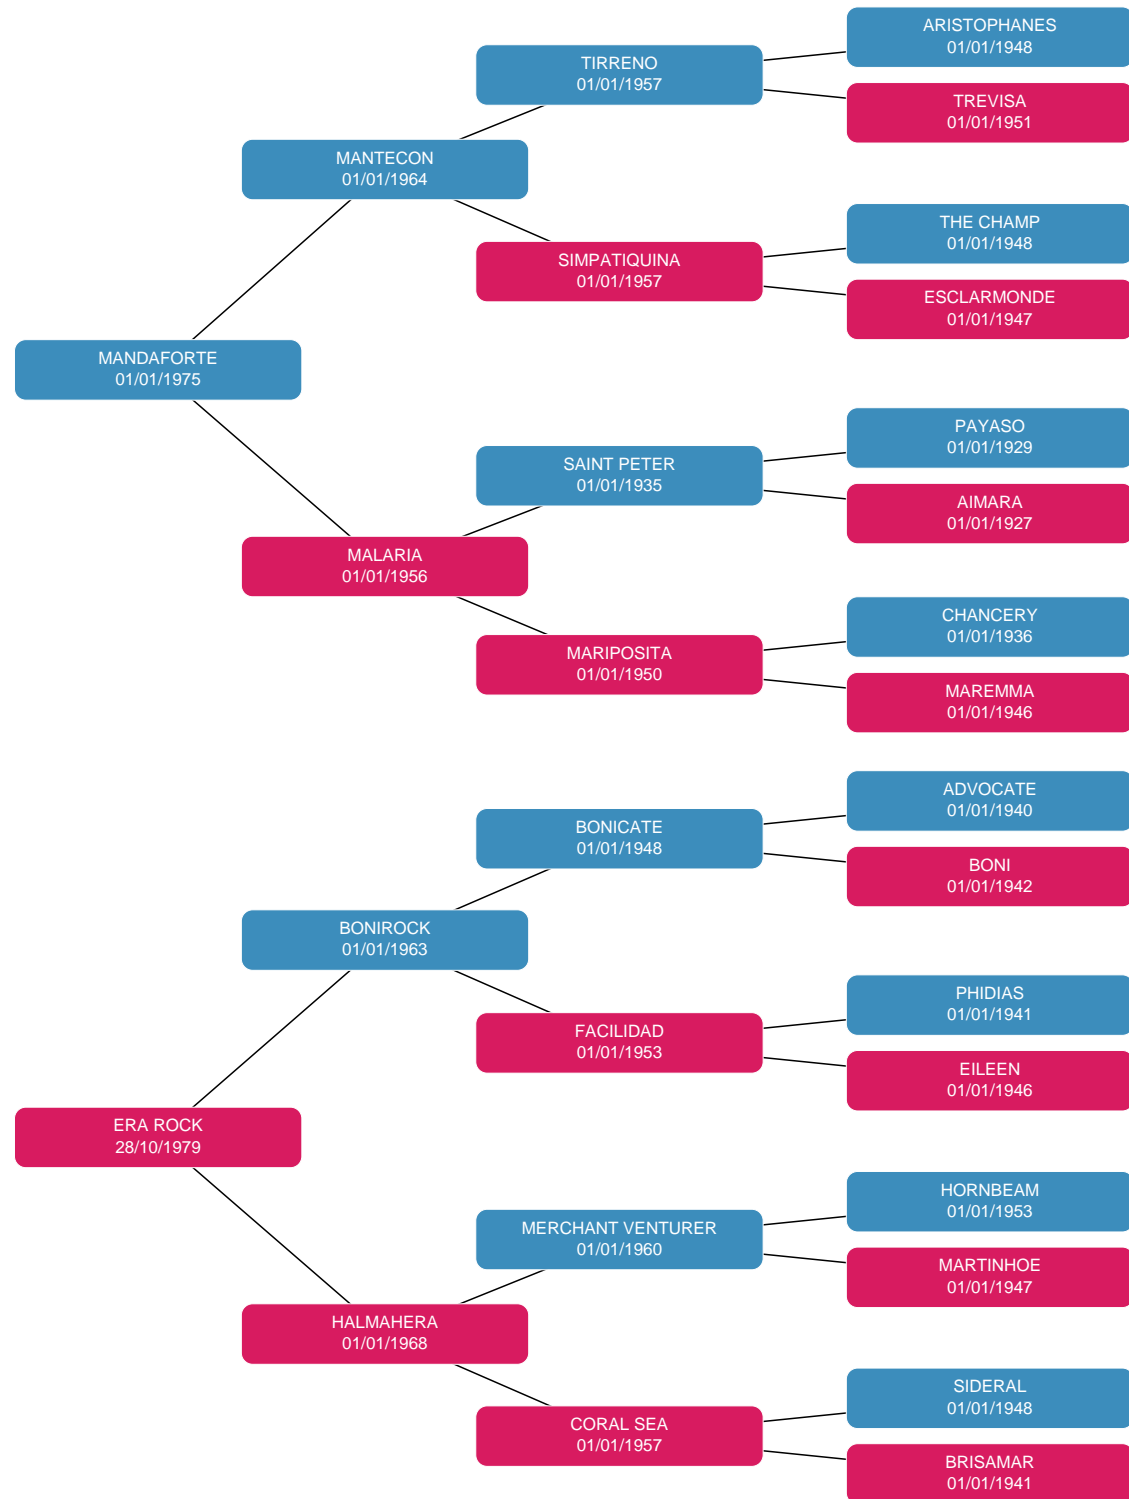 ARISTOPHANES
01/01/1948
TIRRENO
01/01/1957
TREVISA
01/01/1951
MANTECON
01/01/1964
THE CHAMP
01/01/1948
SIMPATIQUINA
01/01/1957
ESCLARMONDE
01/01/1947
MANDAFORTE
01/01/1975
PAYASO
01/01/1929
SAINT PETER
01/01/1935
AIMARA
01/01/1927
MALARIA
01/01/1956
CHANCERY
01/01/1936
MARIPOSITA
01/01/1950
MAREMMA
01/01/1946
ADVOCATE
01/01/1940
BONICATE
01/01/1948
BONI
01/01/1942
BONIROCK
01/01/1963
PHIDIAS
01/01/1941
FACILIDAD
01/01/1953
EILEEN
01/01/1946
ERA ROCK
28/10/1979
HORNBEAM
01/01/1953
MERCHANT VENTURER
01/01/1960
MARTINHOE
01/01/1947
HALMAHERA
01/01/1968
SIDERAL
01/01/1948
CORAL SEA
01/01/1957
BRISAMAR
01/01/1941